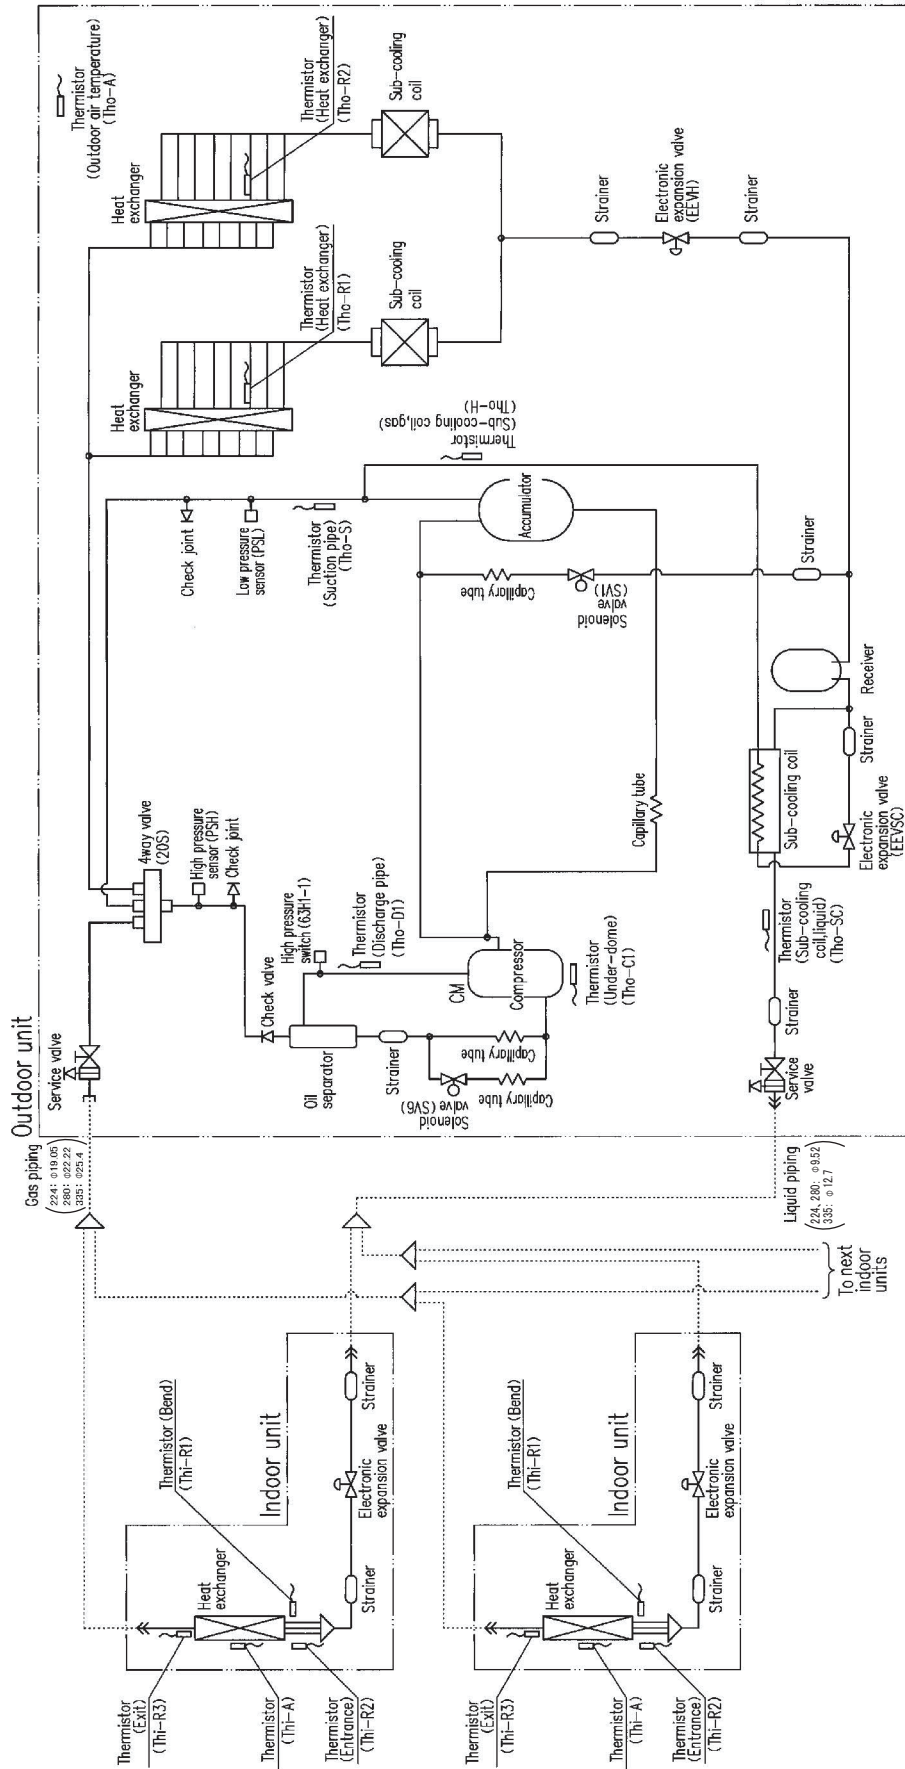 Outdoor unit
Thermistor
(Outdoor air temperature)
(Tho-A)
Heat
exchanger
Thermistor
(Heat exchanger)
(Tho-R2)
Sub-cooling
coil
Heat
exchanger
Thermistor
(Heat exchanger)
(Tho-R1)
Sub-cooling
coil
Strainer
Electronic
expansion valve
(EEVH)
Strainer
Check joint
Low pressure
sensor (PSL)
Thermistor
(Suction pipe)
(Tho-S)
Thermistor
(Sub-cooling coil,gas)
(Tho-H)
Accumulator
Capillary tube
Solenoid
valve
(SV1)
Strainer
Receiver
Strainer
Sub-cooling coil
Electronic
expansion valve
(EEVSC)
Capillary tube
4way valve
(20S)
High pressure
sensor (PSH)
Check joint
High pressure
switch (63H1-1)
Thermistor
(Discharge pipe)
(Tho-D1)
Check valve
Oil
separator
CM
Compressor
Thermistor
(Under-dome)
(Tho-C1)
Strainer
Capillary tube
Capillary tube
Solenoid
valve (SV6)
Service valve
Thermistor
(Sub-cooling
coil,liquid)
(Tho-SC)
Strainer
Service
valve
Gas piping
224: Φ19.05
280: Φ22.22
335: Φ25.4
Liquid piping
224, 280: Φ9.52
335: Φ12.7
To next
indoor
units
Indoor unit
Thermistor (Bend)
(Thi-R1)
Heat
exchanger
Strainer
Electronic
expansion valve
Strainer
Thermistor
(Exit)
(Thi-R3)
Thermistor
(Thi-A)
Thermistor
(Entrance)
(Thi-R2)
Indoor unit
Thermistor (Bend)
(Thi-R1)
Heat
exchanger
Strainer
Electronic
expansion valve
Strainer
Thermistor
(Exit)
(Thi-R3)
Thermistor
(Thi-A)
Thermistor
(Entrance)
(Thi-R2)